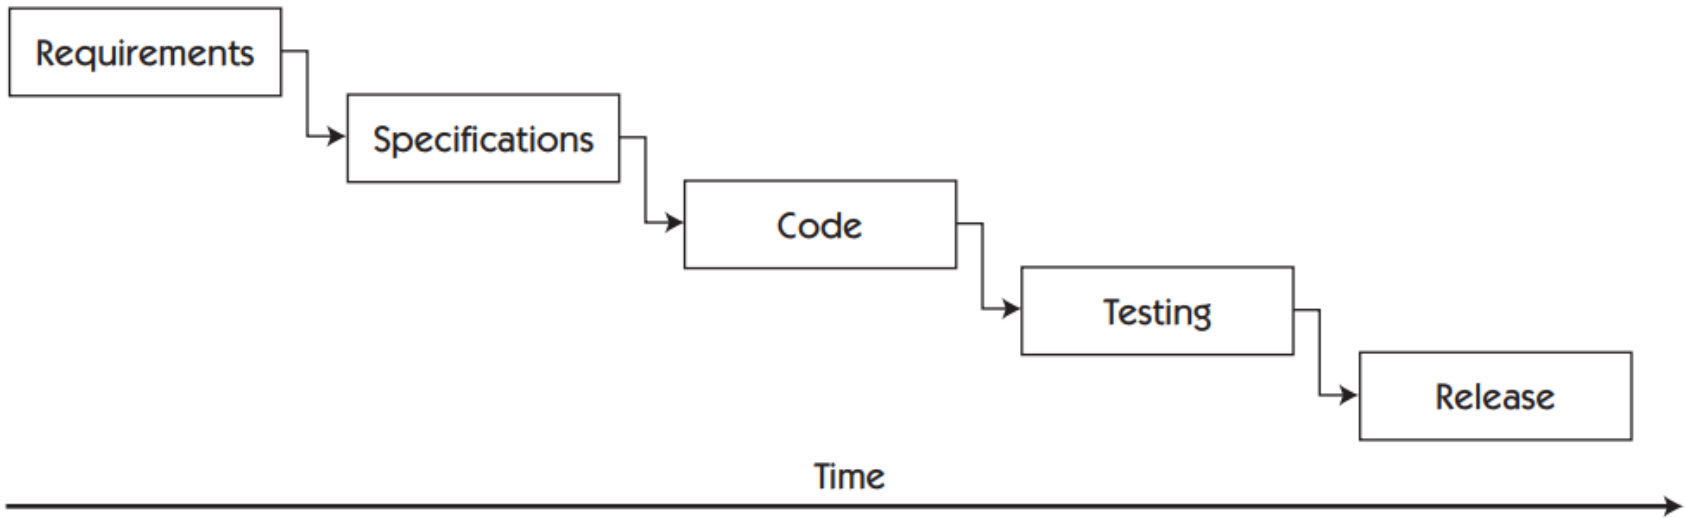 Requirements
Specifications
Code
Testing
Release
Time